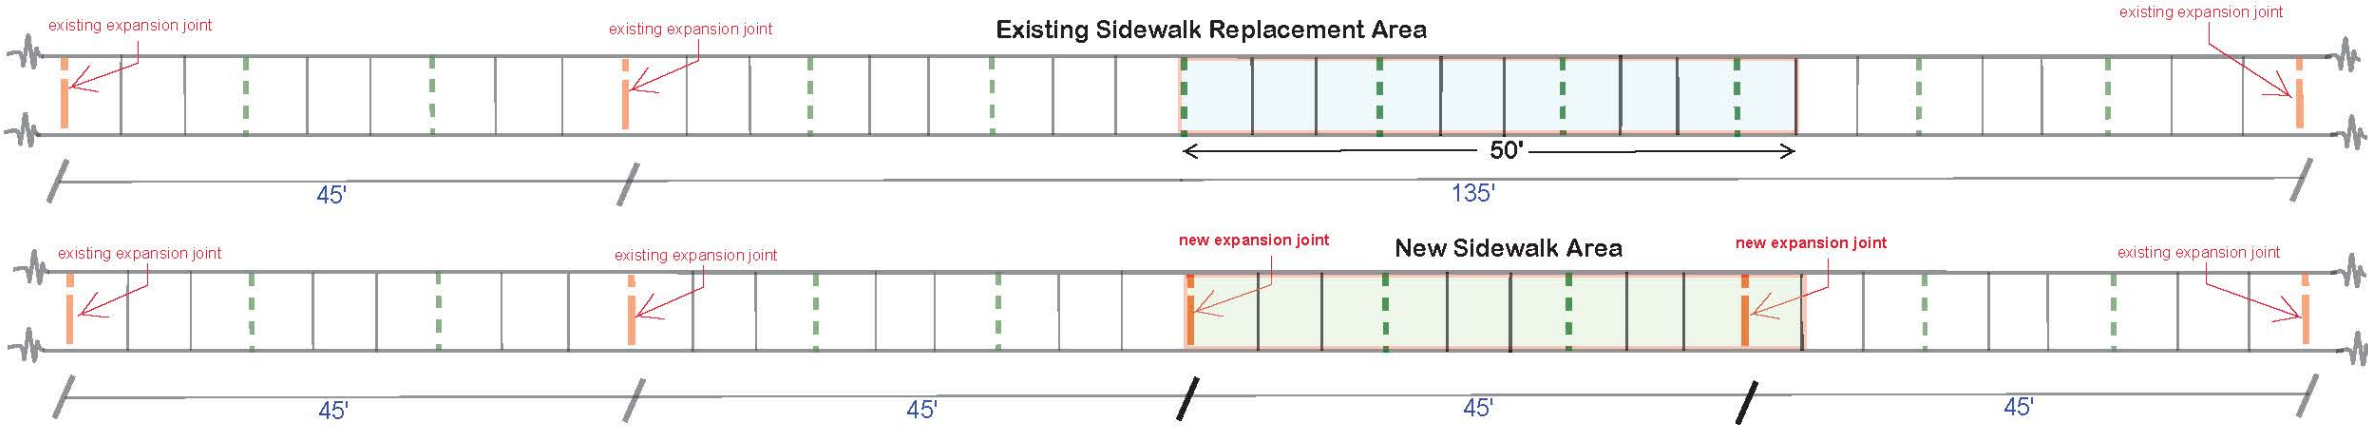 existing expansion joint
existing expansion joint
Existing Sidewalk Replacement Area
existing expansion joint
50'
45'
135'
existing expansion joint
existing expansion joint
new expansion joint
New Sidewalk Area
new expansion joint
existing expansion joint
45'
45'
45'
45'